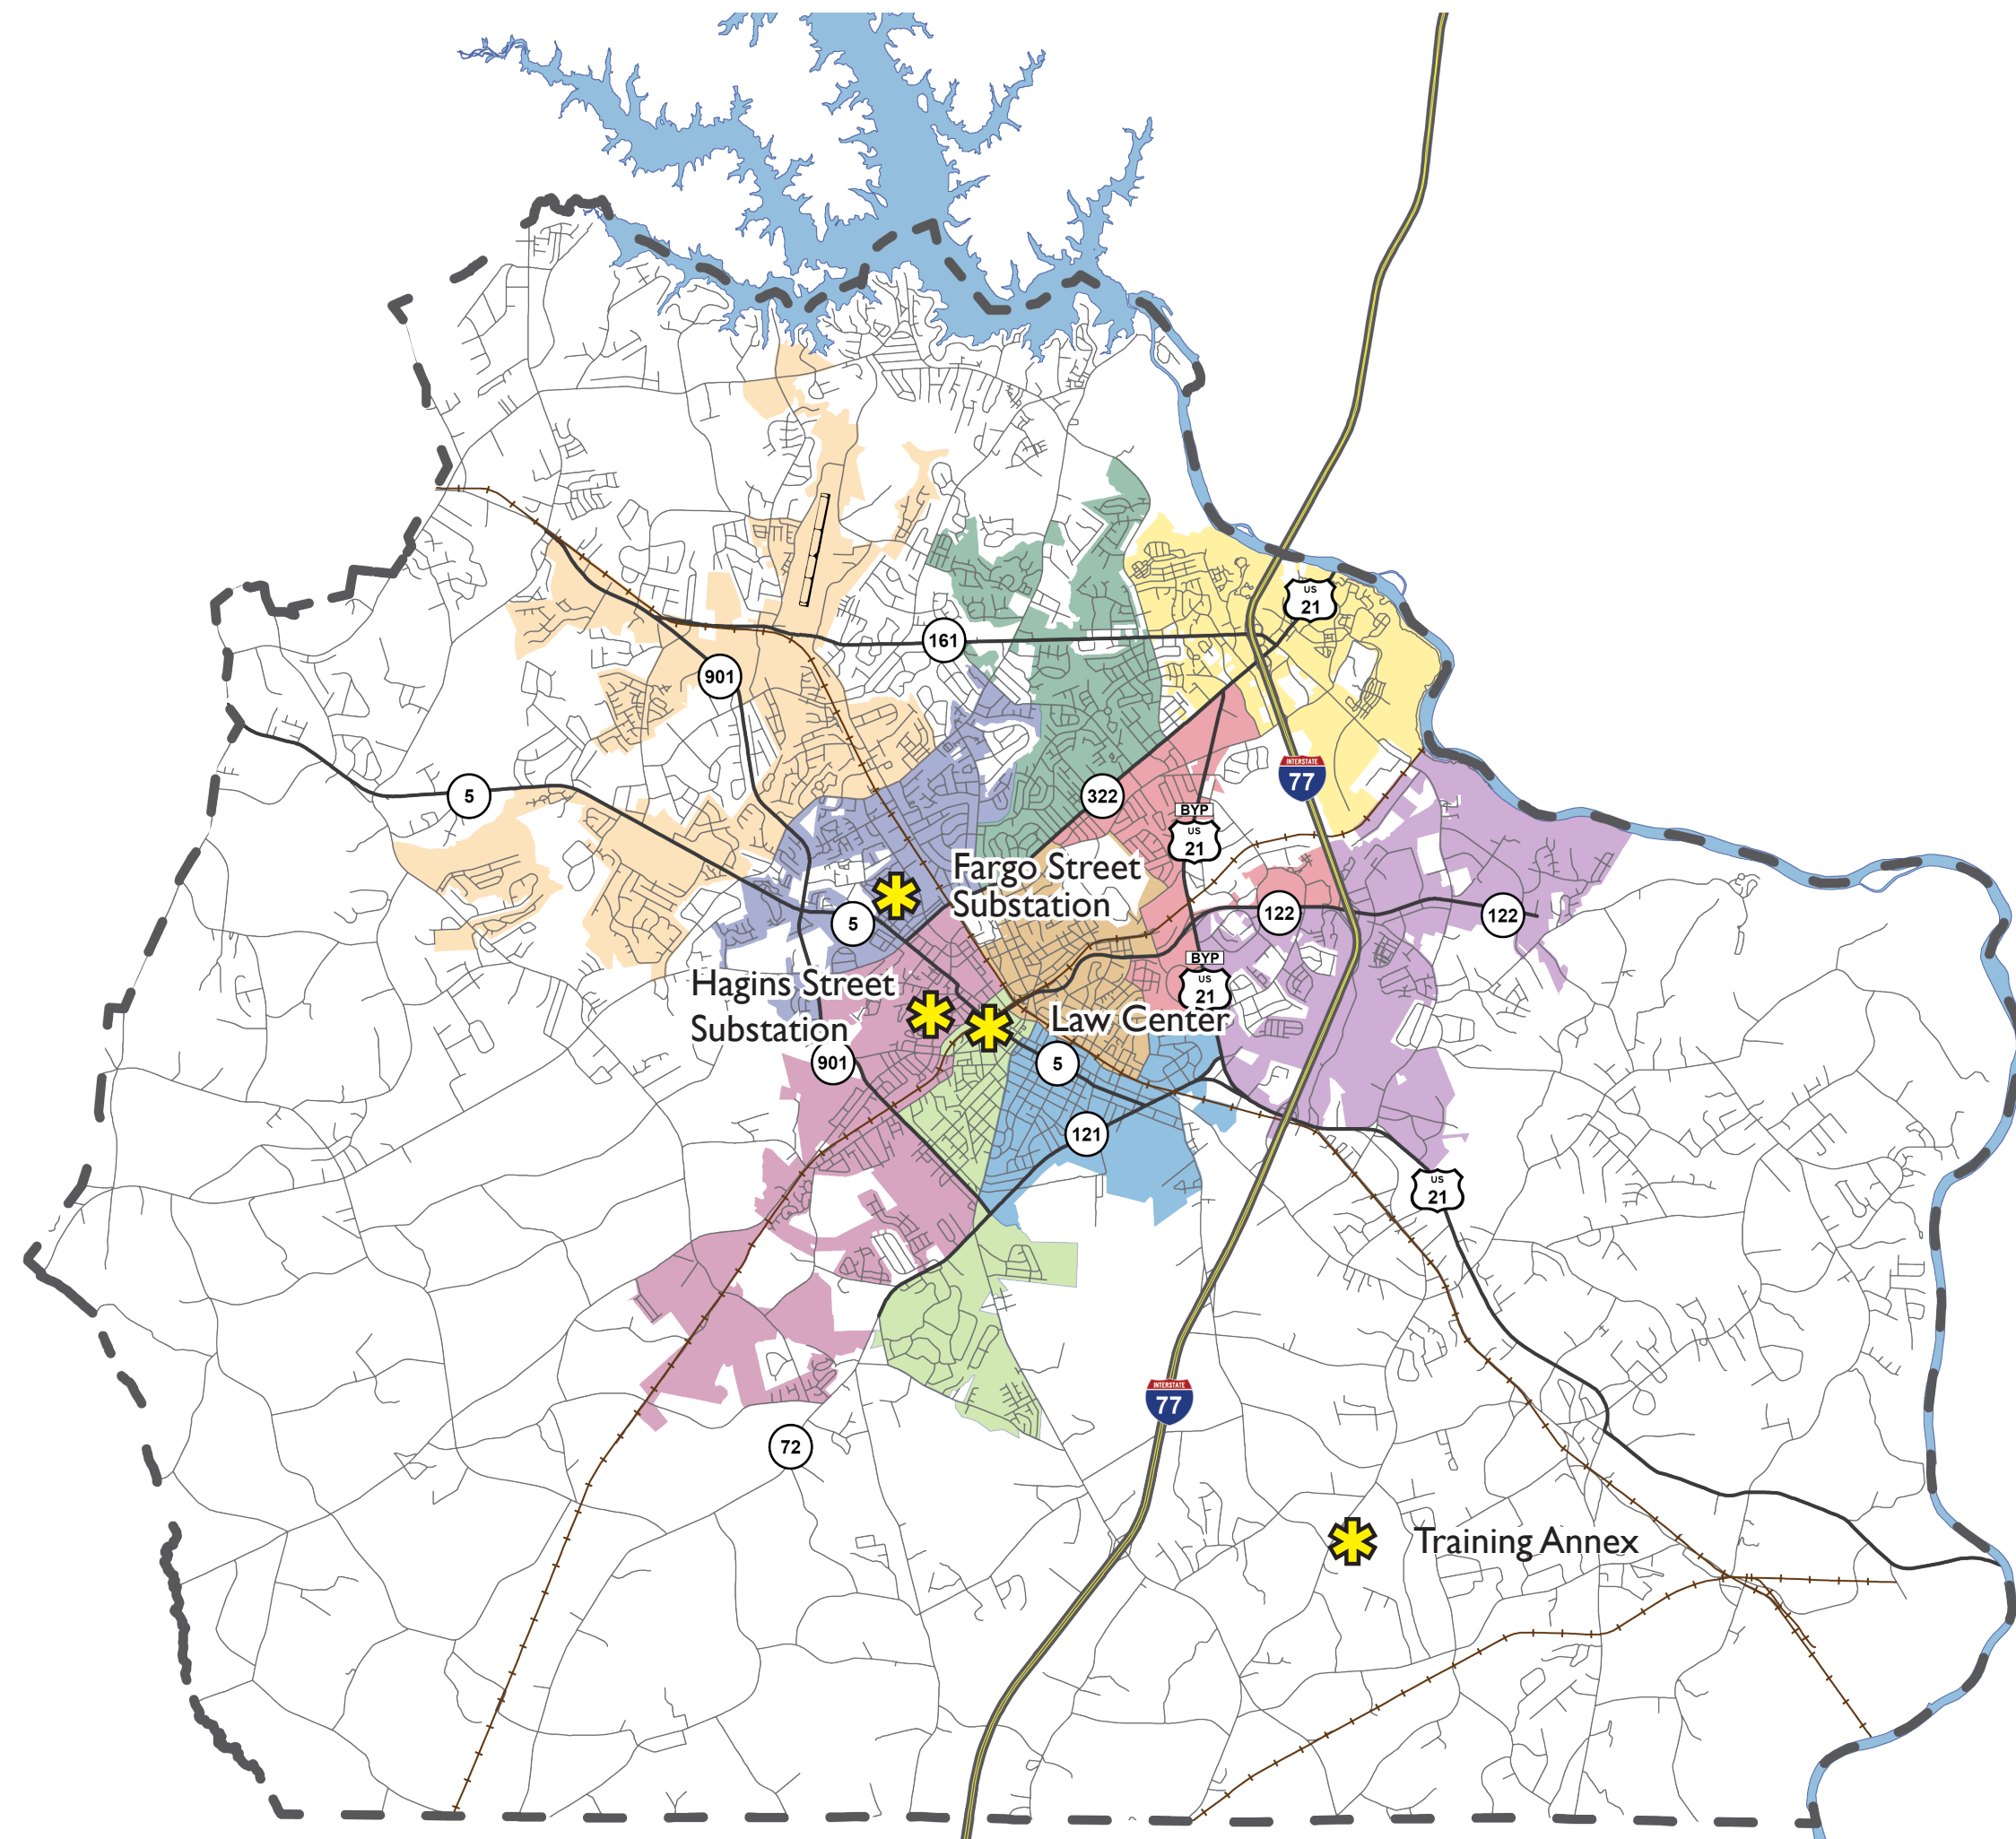 US
21
161
901
5
INTERSTATE
77
322
BYP
US
21
Fargo Street
Substation
122
122
5
BYP
US
21
Hagins Street
Substation
Law Center
901
5
121
US
21
INTERSTATE
77
72
Training Annex